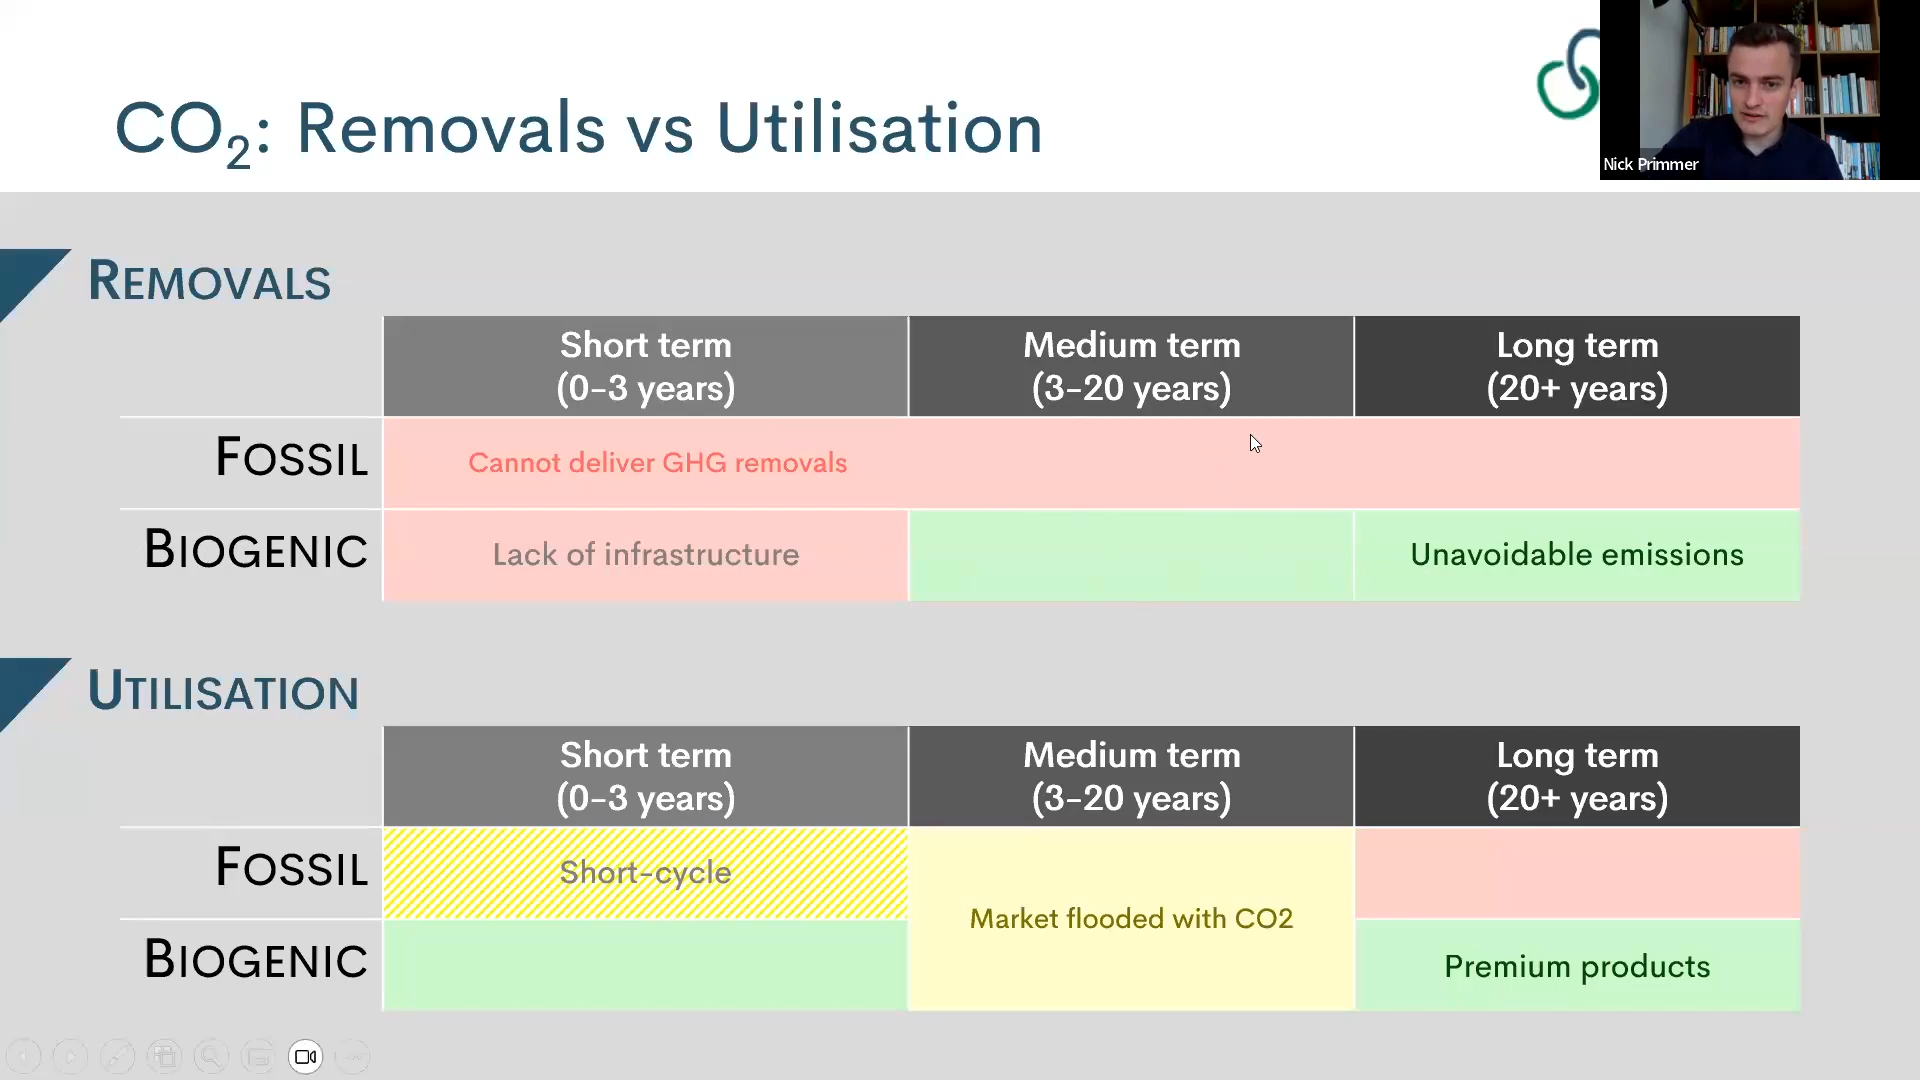 CO2: Removals vs Utilisation
Nick Primmer
REMOVALS
Short term
(0-3 years)
Medium term
(3-20 years)
Long term
(20+ years)
FOSSIL
Cannot deliver GHG removals
BIOGENIC
Lack of infrastructure
Unavoidable emissions
UTILISATION
Short term
(0-3 years)
Medium term
(3-20 years)
Long term
(20+ years)
FOSSIL
Short-cycle
Market flooded with CO2
BIOGENIC
Premium products